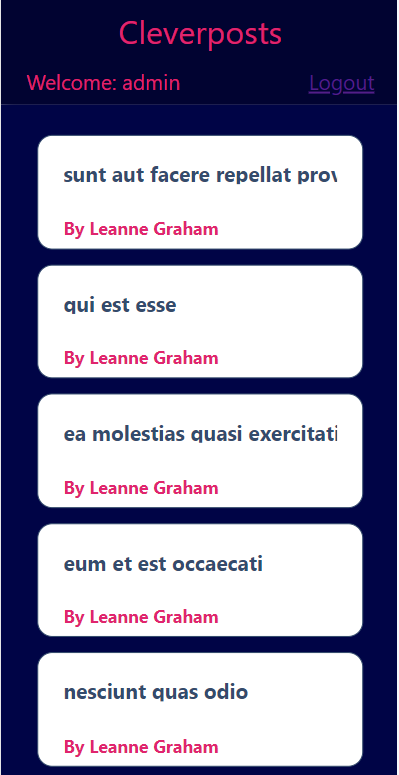 Cleverposts
Welcome: admin Logout
sunt aut facere repellat prov
By Leanne Graham
qui est esse
By Leanne Graham
ea molestias quasi exercitati
By Leanne Graham
eum et est occaecati
By Leanne Graham
nesciunt quas odio
By Leanne Graham